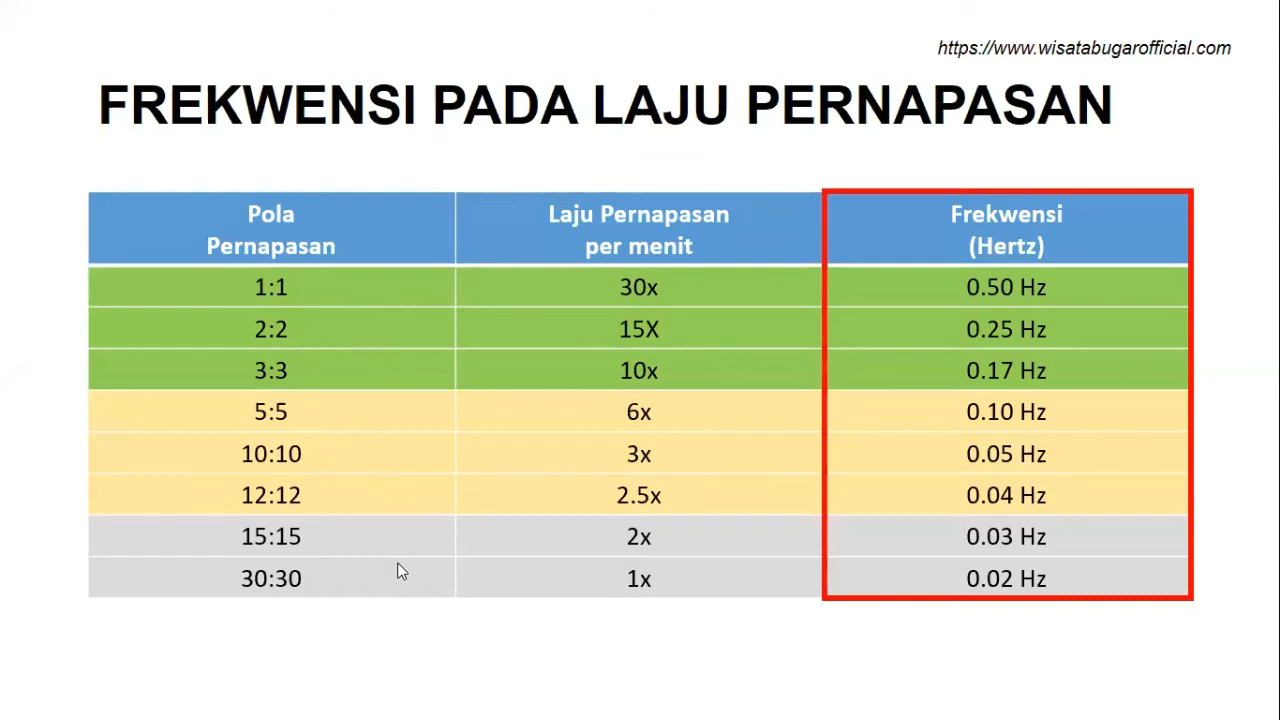 https://www.wisatabugarofficial.com
FREKWENSI PADA LAJU PERNAPASAN
Pola Pernapasan
Laju Pernapasan per menit
Frekwensi (Hertz)
1:1 30x 0.50 Hz
2:2 15X 0.25 Hz
3:3 10x 0.17 Hz
5:5 6x 0.10 Hz
10:10 3x 0.05 Hz
12:12 2.5x 0.04 Hz
15:15 2x 0.03 Hz
30:30 1x 0.02 Hz